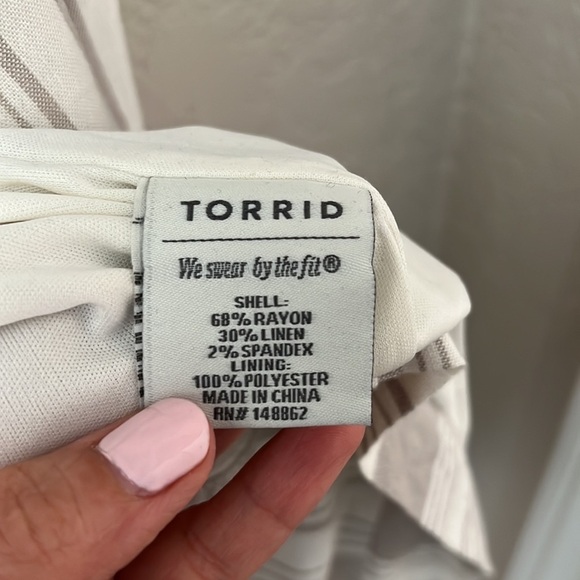 TORRID
We swear by the fit®
SHELL:
68% RAYON
30% LINEN
2% SPANDEX
LINING:
100% POLYESTER
MADE IN CHINA
RN# 148862